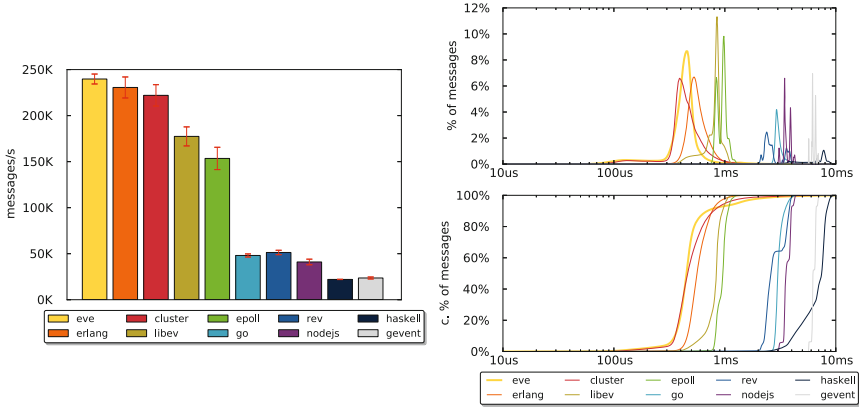 250K
200K
150K
100K
50K
0K
messages/s
eve cluster epoll rev haskell
erlang libev go nodejs gevent
12%
10%
8%
6%
4%
2%
0%
% of messages
10us 100us 1ms 10ms
100%
80%
60%
40%
20%
0%
c. % of messages
10us 100us 1ms 10ms
eve cluster epoll rev haskell
erlang libev go nodejs gevent